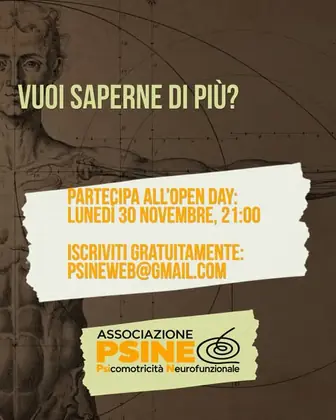 VUOI SAPERNE DI PIÙ?
PARTECIPA ALL'OPEN DAY:
LUNEDÌ 30 NOVEMBRE, 21:00
ISCRIVITI GRATUITAMENTE:
PSINEWEB@GMAIL.COM
ASSOCIAZIONE
PSINE
Psicomotricità Neurofunzionale